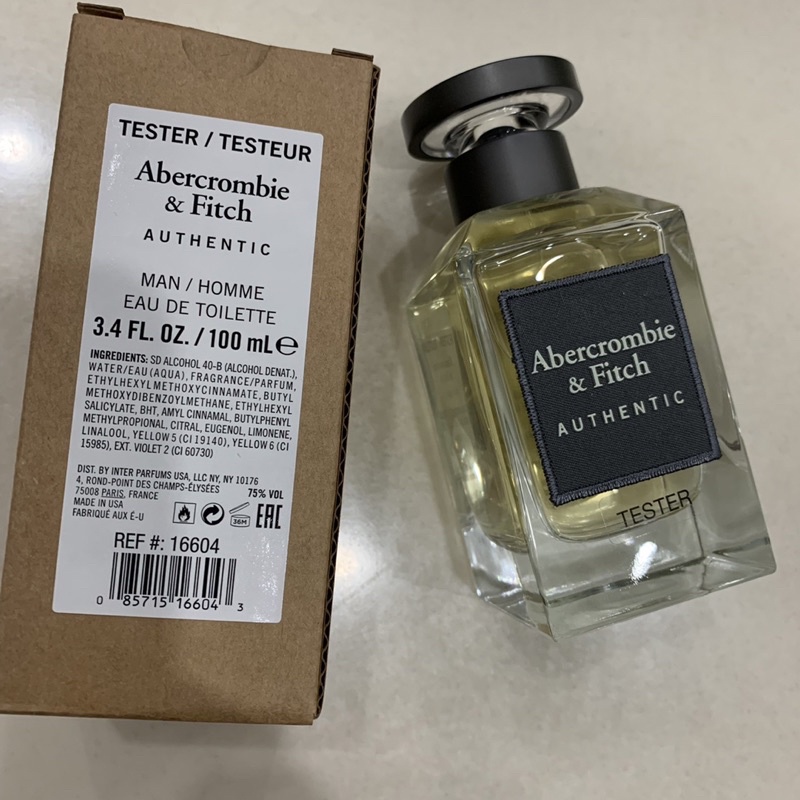 TESTER / TESTEUR
Abercrombie
& Fitch
AUTHENTIC
MAN / HOMME
EAU DE TOILETTE
3.4 FL. OZ. / 100 mL ℮
INGREDIENTS: SD ALCOHOL 40-B (ALCOHOL DENAT.),
WATER/EAU (AQUA), FRAGRANCE/PARFUM,
ETHYLHEXYL METHOXYCINNAMATE, BUTYL
METHOXYDIBENZOYLMETHANE, ETHYLHEXYL
SALICYLATE, BHT, AMYL CINNAMAL, BUTYLPHENYL
METHYLPROPIONAL, CITRAL, EUGENOL, LIMONENE,
LINALOOL, YELLOW 5 (CI 19140), YELLOW 6 (CI
15985), EXT. VIOLET 2 (CI 60730)
DIST. BY INTER PARFUMS USA, LLC NY, NY 10176
4, ROND-POINT DES CHAMPS-ÉLYSÉES
75008 PARIS, FRANCE 75% VOL
MADE IN USA
FABRIQUÉ AUX É-U
36M EAC
REF #: 16604
0 85715 16604 3
Abercrombie
& Fitch
AUTHENTIC
TESTER